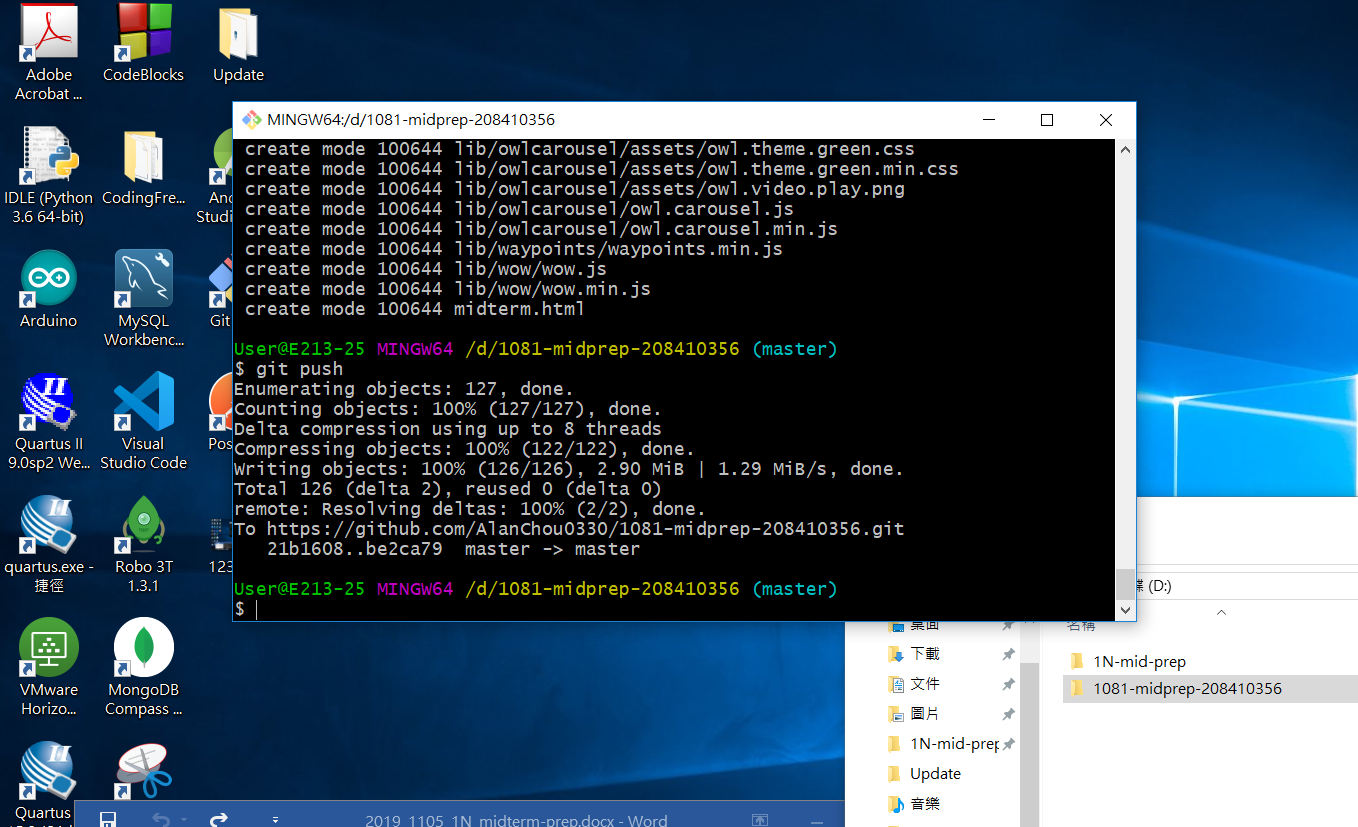 Adobe
Acrobat ...
CodeBlocks
Update
IDLE (Python
3.6 64-bit)
CodingFre...
Arduino
MySQL
Workbenc...
Quartus II
9.0sp2 We...
Visual
Studio Code
quartus.exe -
捷徑
Robo 3T
1.3.1
VMware
Horizo...
MongoDB
Compass ...
Quartus
MINGW64:/d/1081-midprep-208410356
create mode 100644 lib/owlcarousel/assets/owl.theme.green.css
create mode 100644 lib/owlcarousel/assets/owl.theme.green.min.css
create mode 100644 lib/owlcarousel/assets/owl.video.play.png
create mode 100644 lib/owlcarousel/owl.carousel.js
create mode 100644 lib/owlcarousel/owl.carousel.min.js
create mode 100644 lib/waypoints/waypoints.min.js
create mode 100644 lib/wow/wow.js
create mode 100644 lib/wow/wow.min.js
create mode 100644 midterm.html
User@E213-25 MINGW64 /d/1081-midprep-208410356 (master)
$ git push
Enumerating objects: 127, done.
Counting objects: 100% (127/127), done.
Delta compression using up to 8 threads
Compressing objects: 100% (122/122), done.
Writing objects: 100% (126/126), 2.90 MiB | 1.29 MiB/s, done.
Total 126 (delta 2), reused 0 (delta 0)
remote: Resolving deltas: 100% (2/2), done.
To https://github.com/AlanChou0330/1081-midprep-208410356.git
21b1608..be2ca79 master -> master
User@E213-25 MINGW64 /d/1081-midprep-208410356 (master)
$
(D:)
桌面
下載
文件
圖片
1N-mid-prep
Update
音樂
名稱
1N-mid-prep
1081-midprep-208410356
2019_1105_1N_midterm-prep.docx - Word